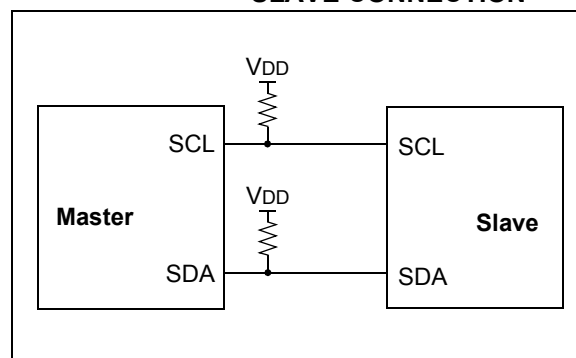 SLAVE CONNECTION
VDD
SCL
SCL
VDD
Master
Slave
SDA
SDA